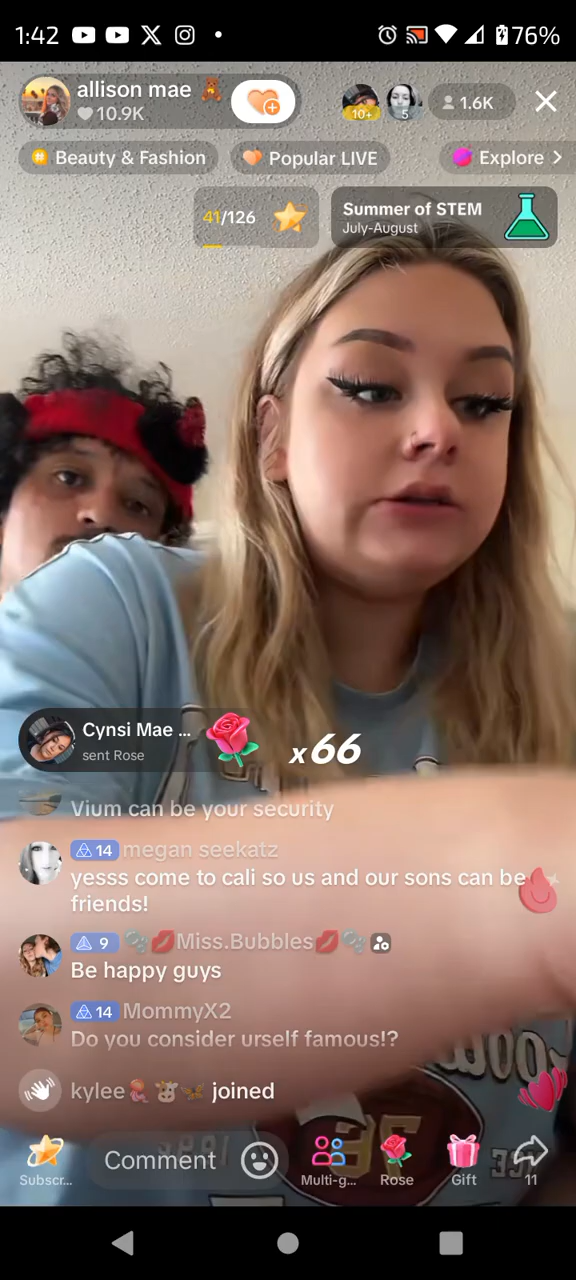 1:42
76%
allison mae
10.9K
10+
5
1.6K
Beauty & Fashion
Popular LIVE
Explore >
41/126
Summer of STEM
July-August
Cynsi Mae ...
sent Rose
x66
Vium can be your security
14 megan seekatz
yesss come to cali so us and our sons can be
friends!
9 Miss.Bubbles
Be happy guys
14 MommyX2
Do you consider urself famous!?
kylee joined
Comment
Subscr...
Multi-g...
Rose
Gift
11